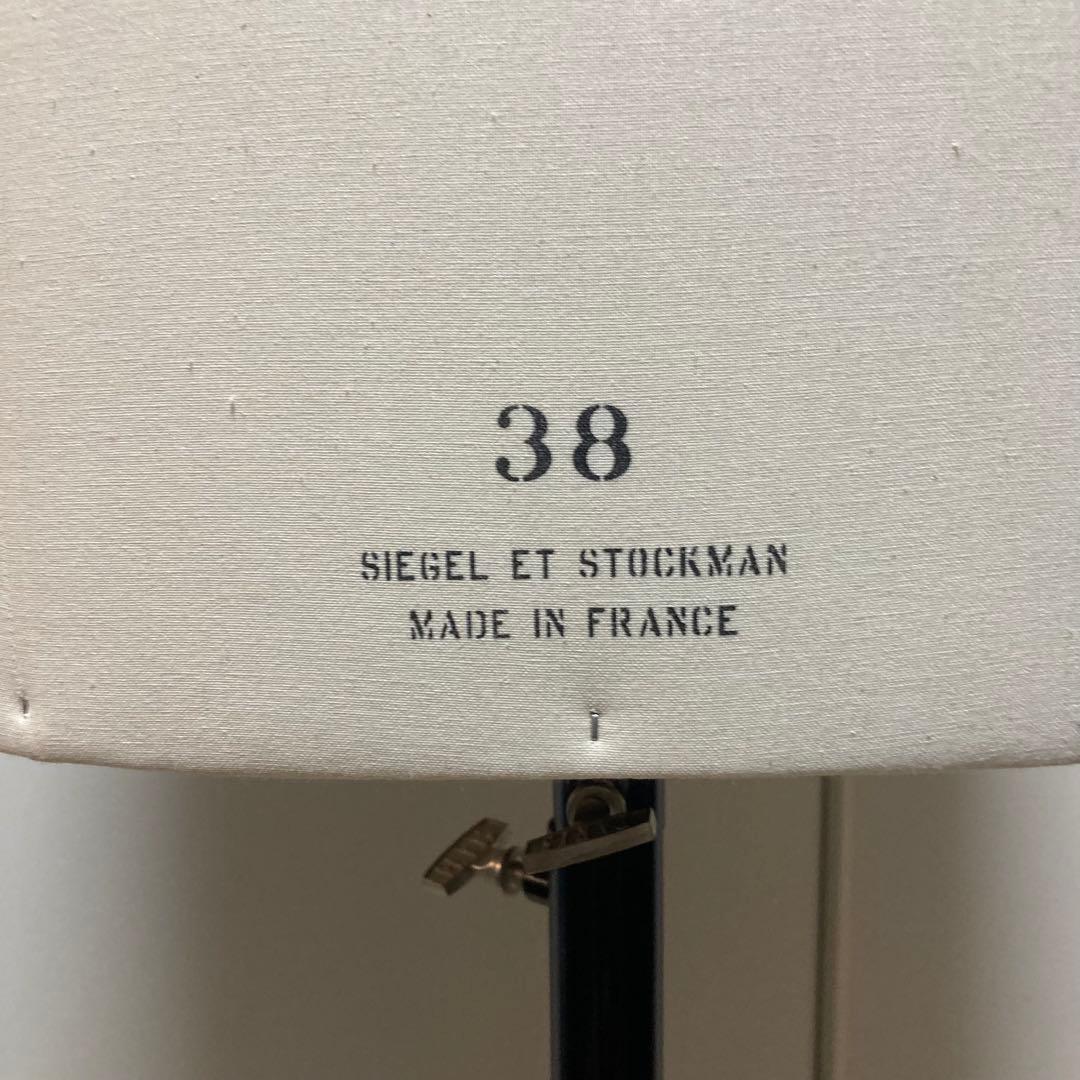 38
SIEGEL ET STOCKMAN
MADE IN FRANCE